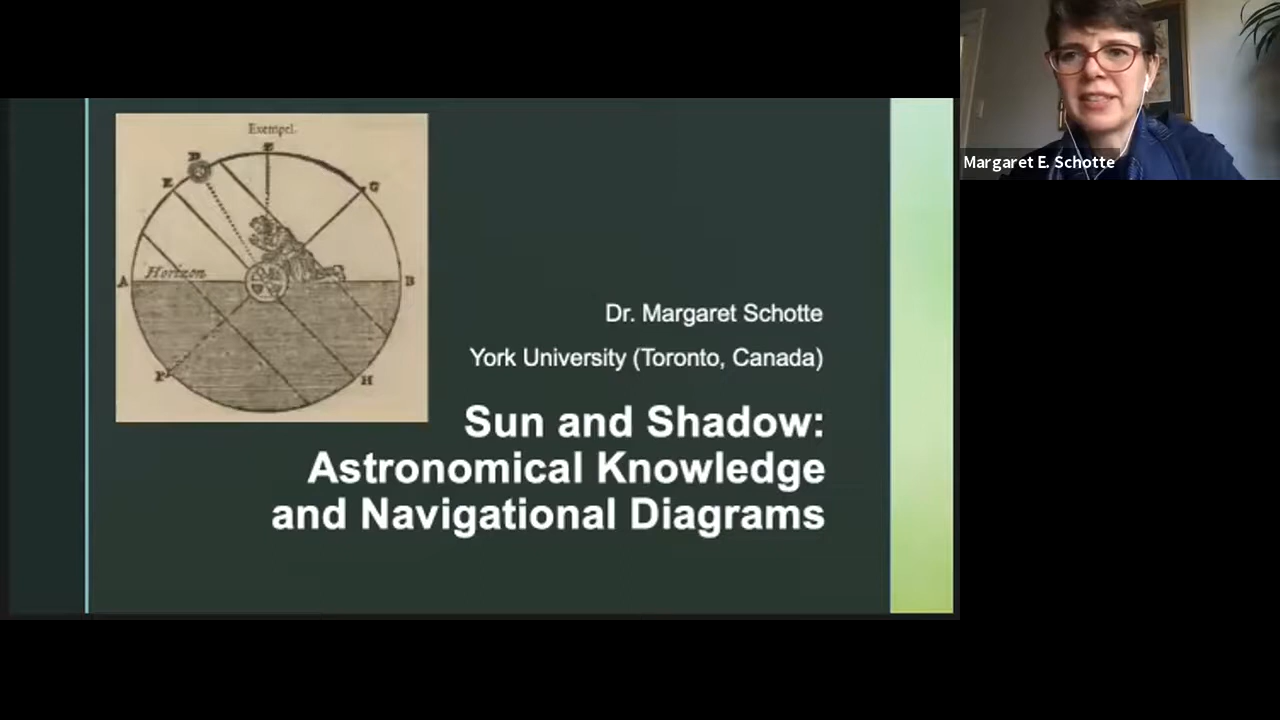 Exempel.
Z
D
E
G
A
Horizon
B
P
H
Dr. Margaret Schotte
York University (Toronto, Canada)
Sun and Shadow:
Astronomical Knowledge
and Navigational Diagrams
Margaret E. Schotte